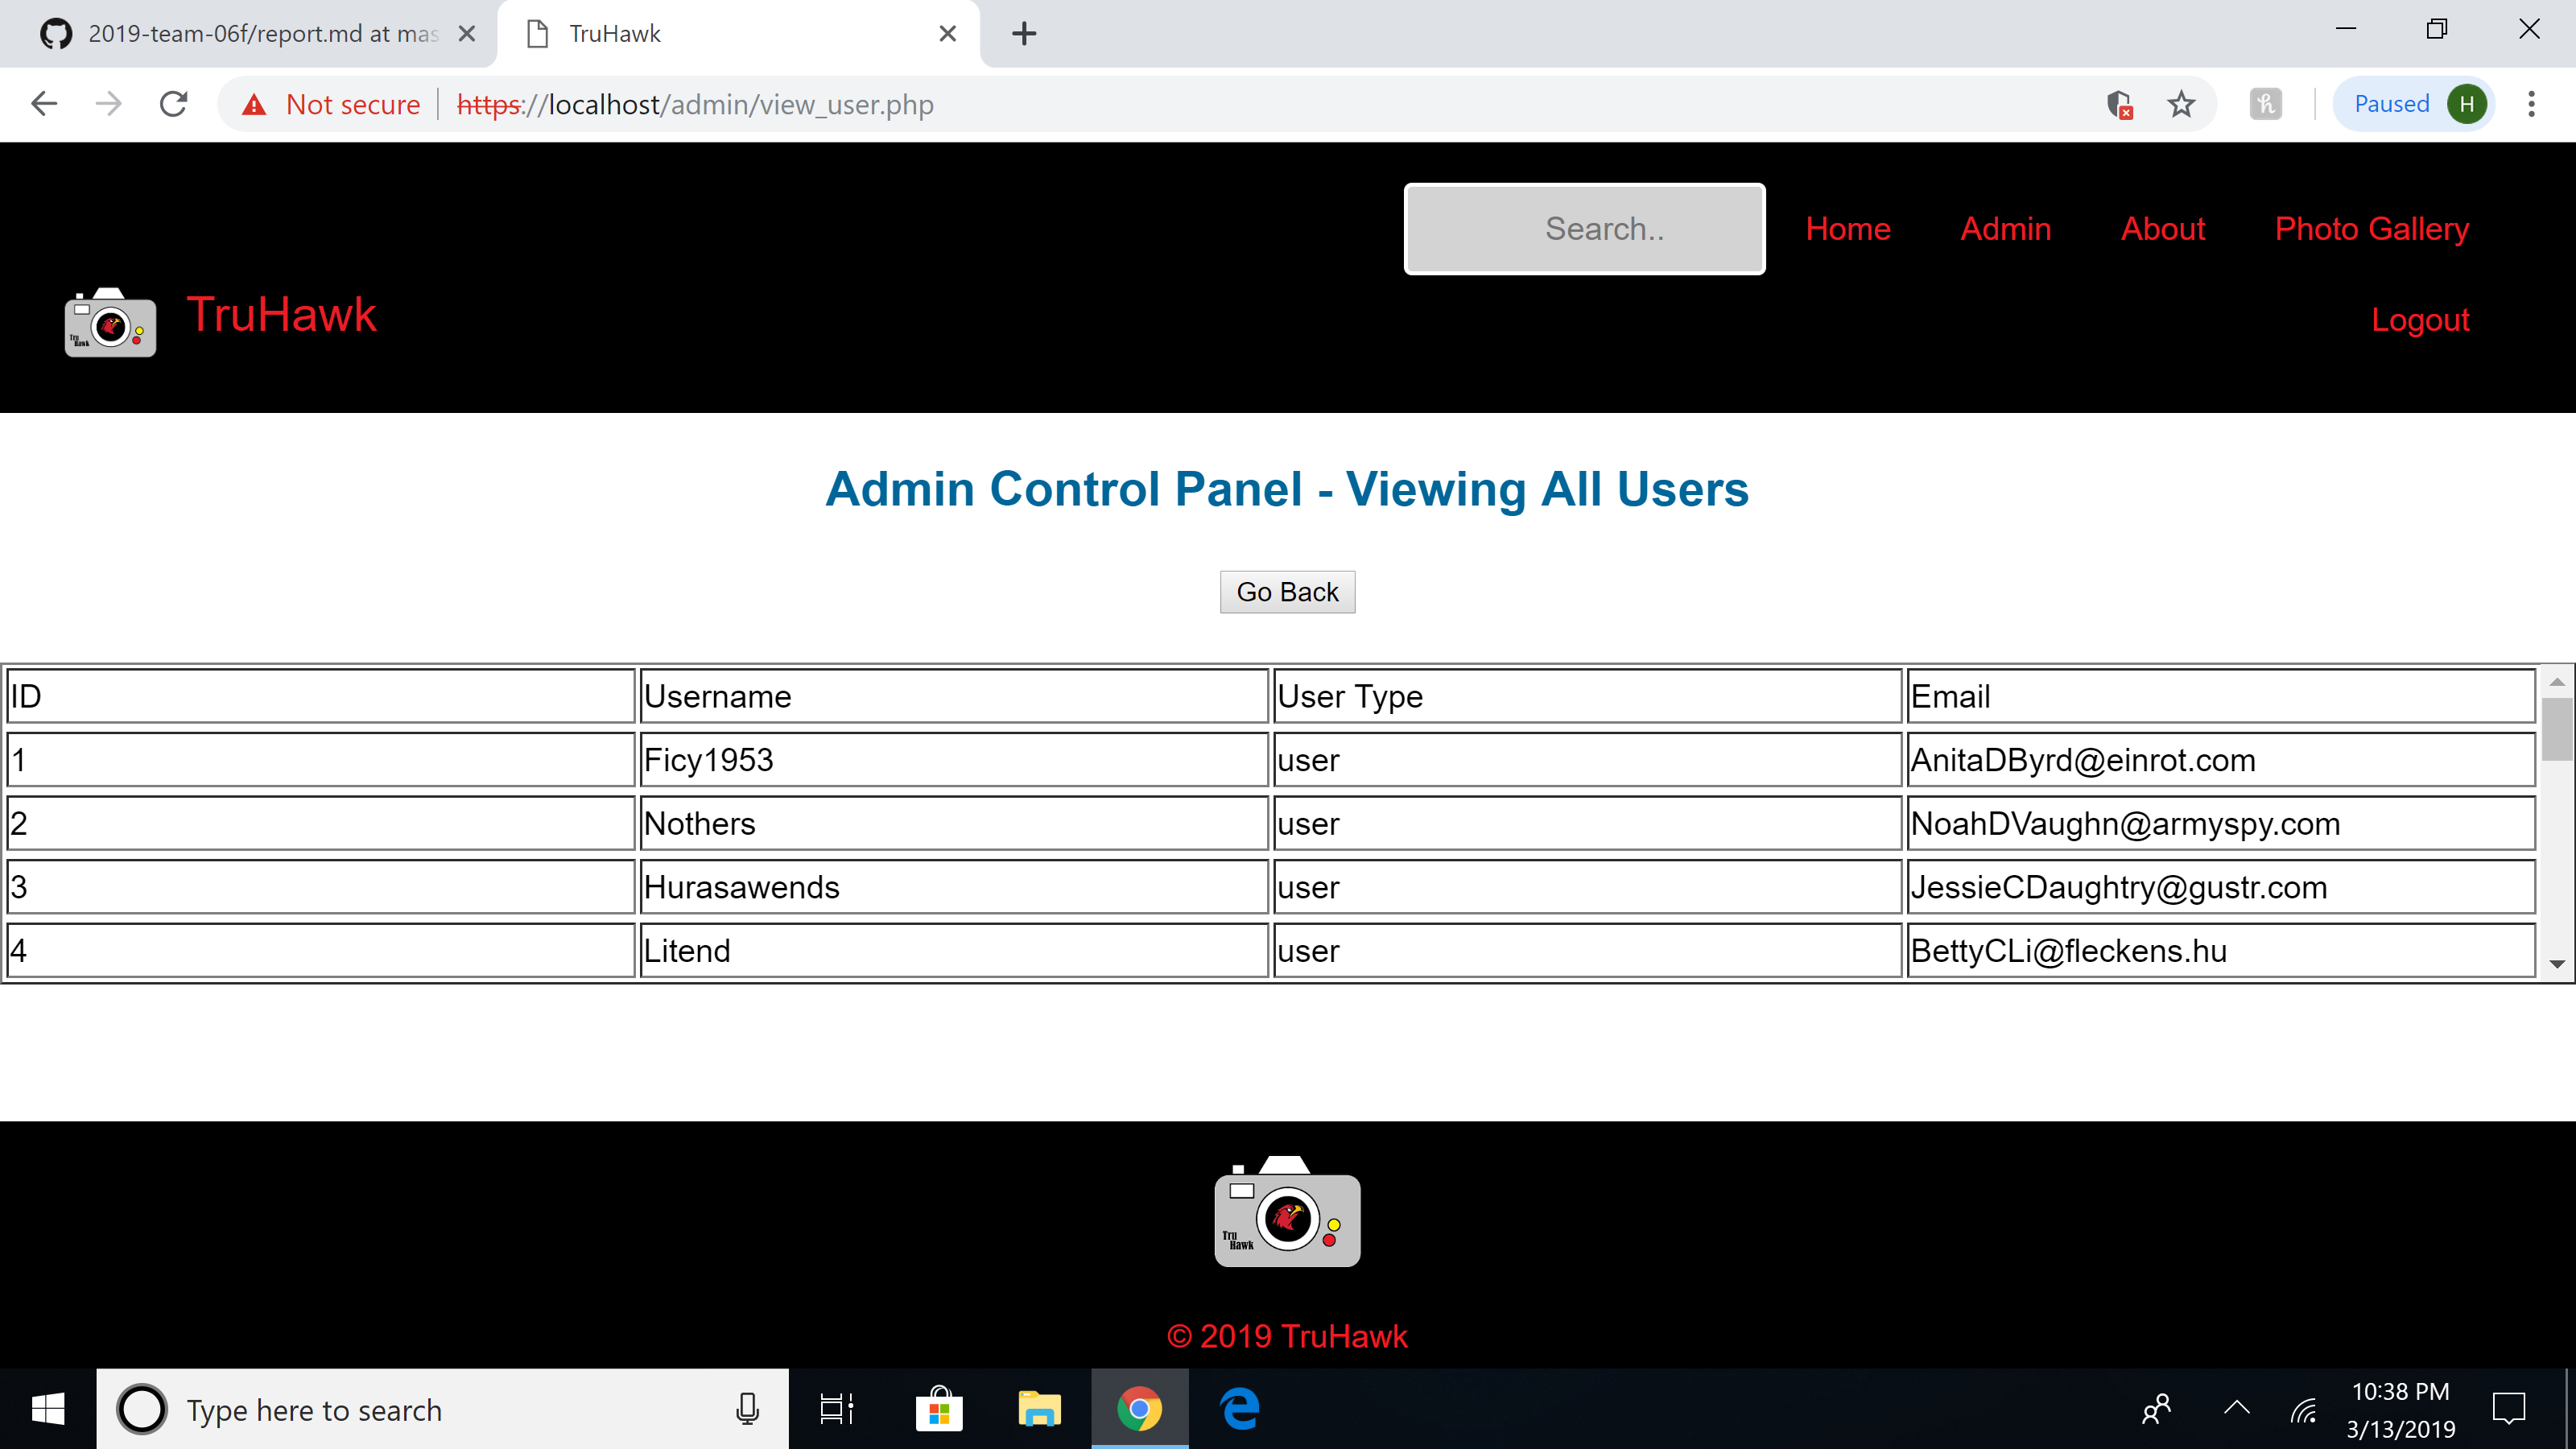 2019-team-06f/report.md at mas
TruHawk
Not secure
https://localhost/admin/view_user.php
Paused
H
Search..
Home
Admin
About
Photo Gallery
Tru
Hawk
TruHawk
Logout
Admin Control Panel - Viewing All Users
Go Back
ID Username User Type Email
1 Ficy1953 user AnitaDByrd@einrot.com
2 Nothers user NoahDVaughn@armyspy.com
3 Hurasawends user JessieCDaughtry@gustr.com
4 Litend user BettyCLi@fleckens.hu
Tru
Hawk
© 2019 TruHawk
Type here to search
10:38 PM
3/13/2019